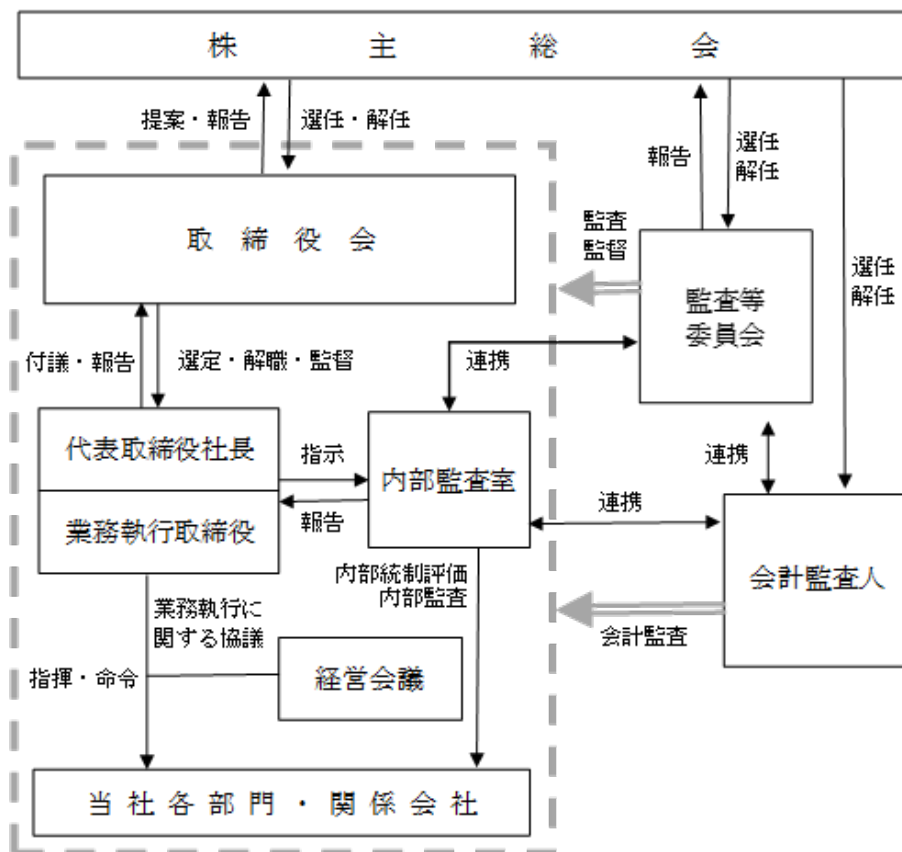 株主総会
提案・報告
選任・解任
報告
選任
解任
取締役会
監査
監督
監査等
委員会
選任
解任
付議・報告
選定・解職・監督
連携
代表取締役社長
指示
内部監査室
連携
業務執行取締役
報告
連携
会計監査人
内部統制評価
内部監査
業務執行に
関する協議
会計監査
指揮・命令
経営会議
当社各部門・関係会社